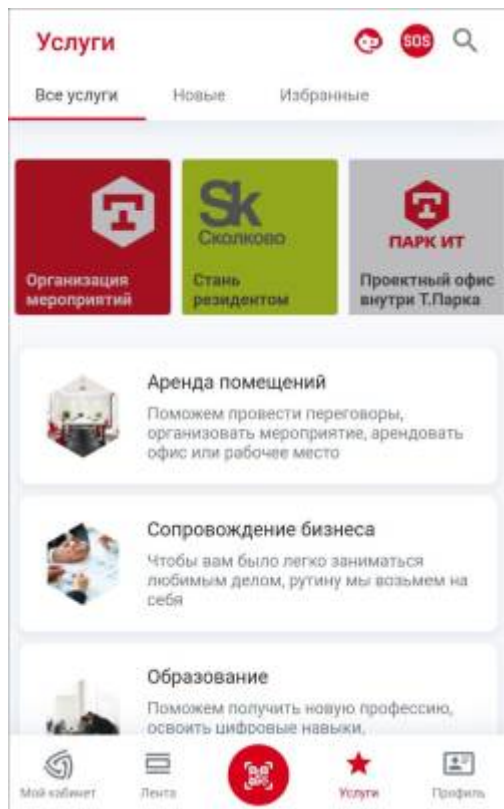 Услуги
SOS
Все услуги
Новые
Избранные
Т
Организация
мероприятий
Sk
Сколково
Стань
резидентом
Т
ПАРК ИТ
Проектный офис
внутри Т.Парка
Аренда помещений
Поможем провести переговоры,
организовать мероприятие, арендовать
офис или рабочее место
Сопровождение бизнеса
Чтобы вам было легко заниматься
любимым делом, рутину мы возьмем на
себя
Образование
Поможем получить новую профессию,
освоить цифровые навыки,
Мой кабинет
Лента
Услуги
Профиль